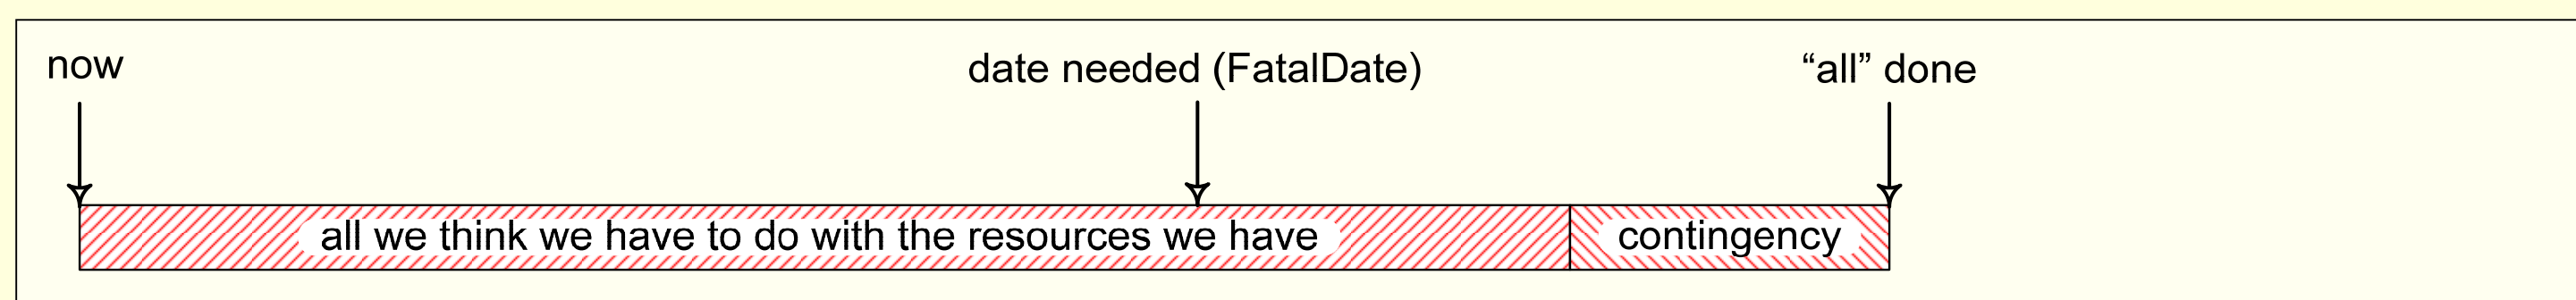 now
date needed (FatalDate)
“all” done
all we think we have to do with the resources we have
contingency